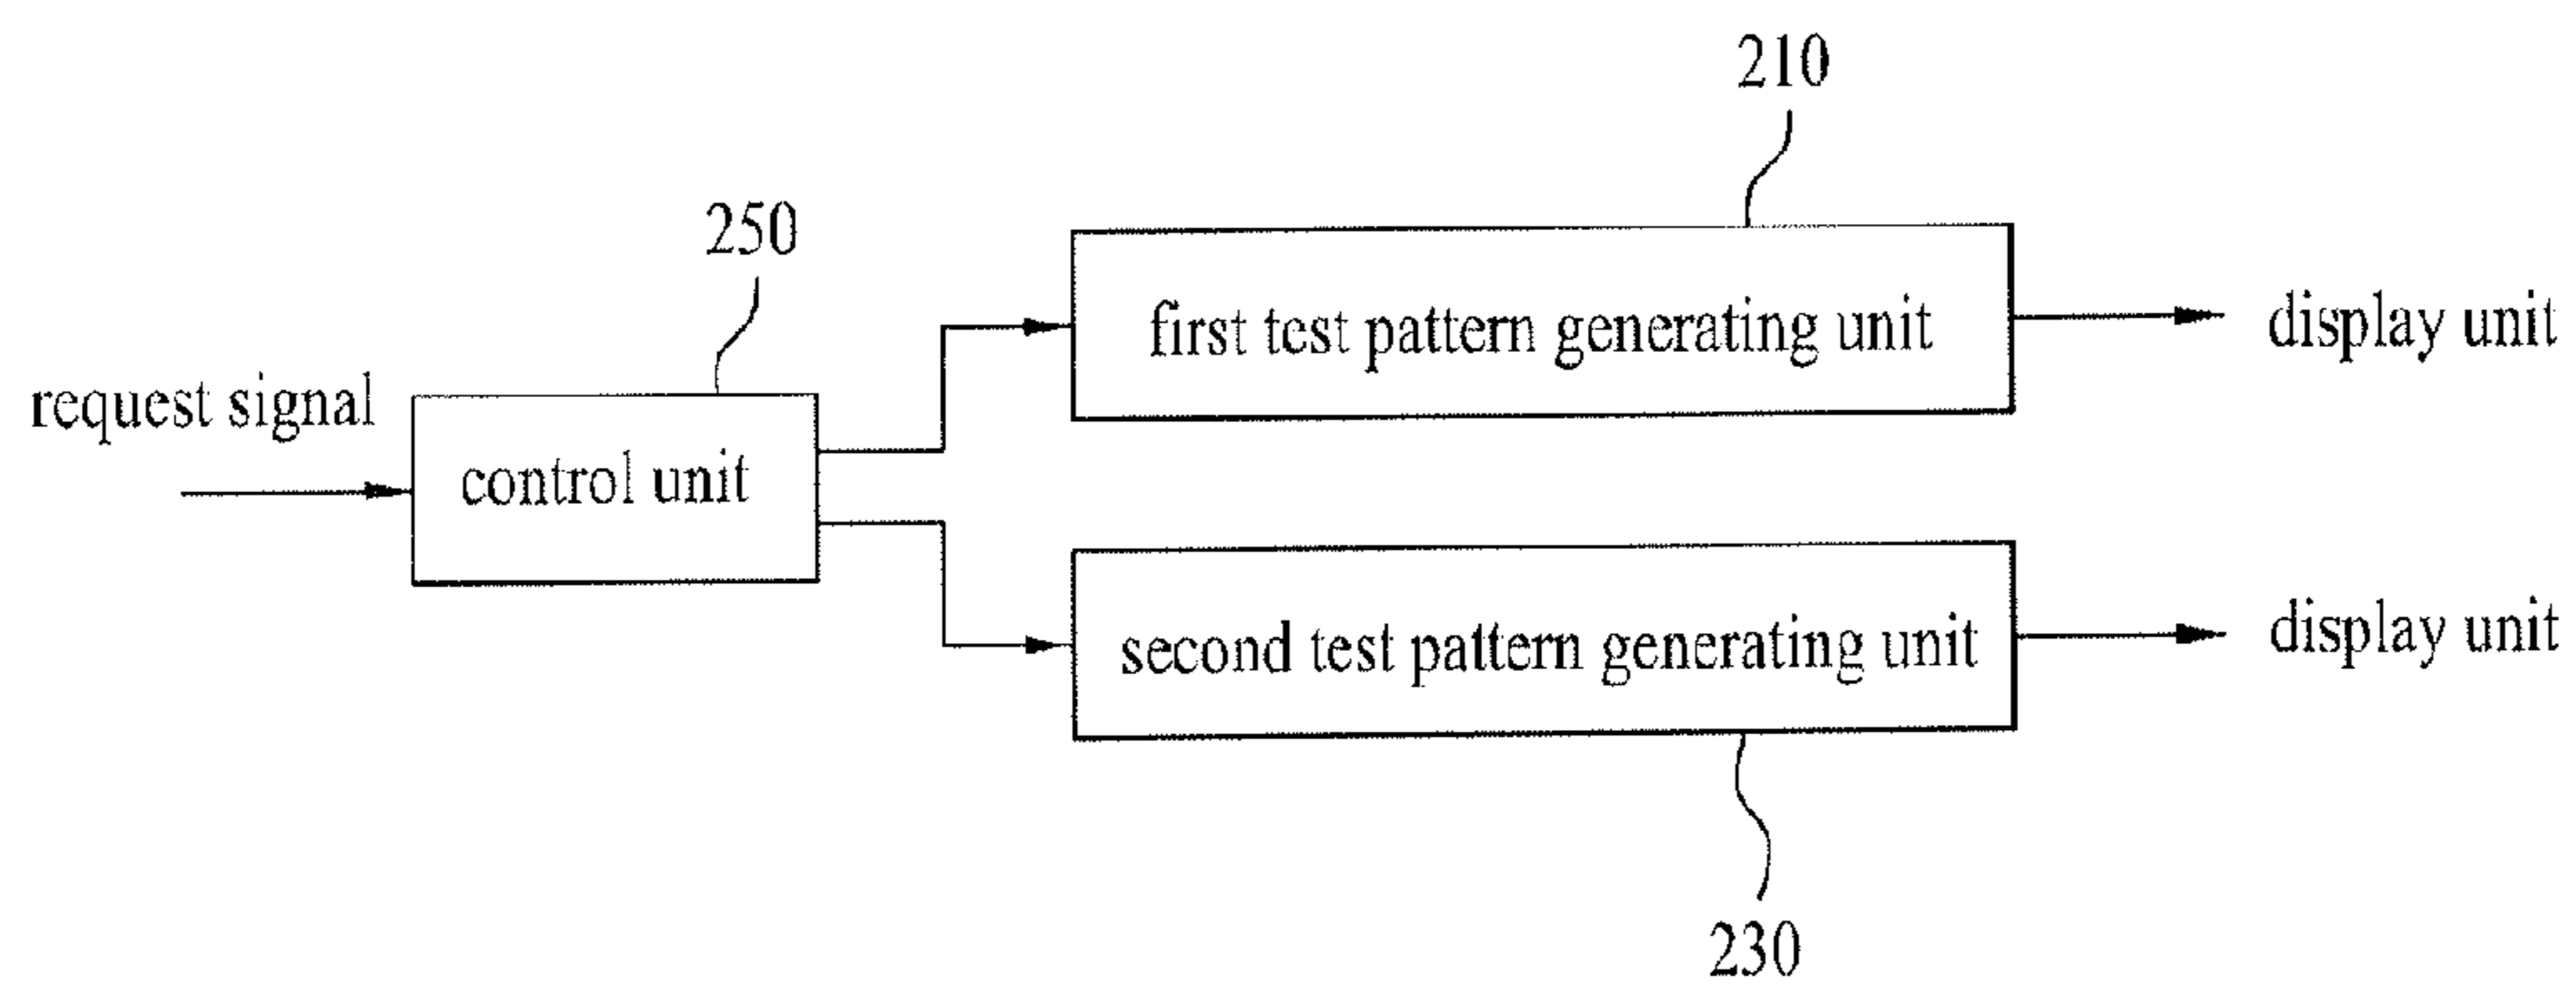 210
250
first test pattern generating unit
display unit
request signal
control unit
second test pattern generating unit
display unit
230